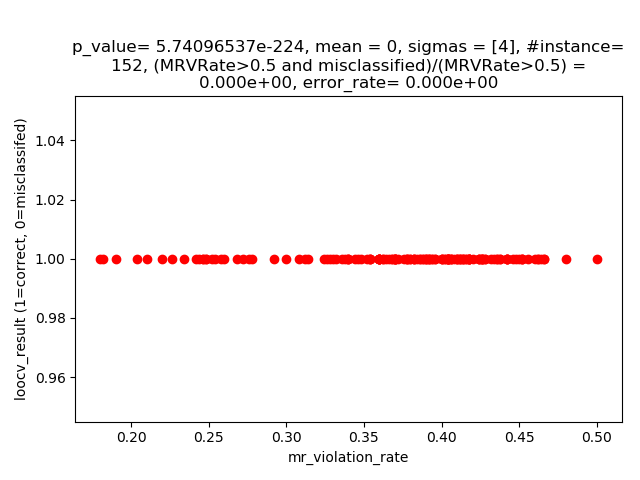 p_value= 5.74096537e-224, mean = 0, sigmas = [4], #instance=
152, (MRVRate>0.5 and misclassified)/(MRVRate>0.5) =
0.000e+00, error_rate= 0.000e+00
1.04
1.02
1.00
0.98
0.96
loocv_result (1=correct, 0=misclassifed)
0.20 0.25 0.30 0.35 0.40 0.45 0.50
mr_violation_rate